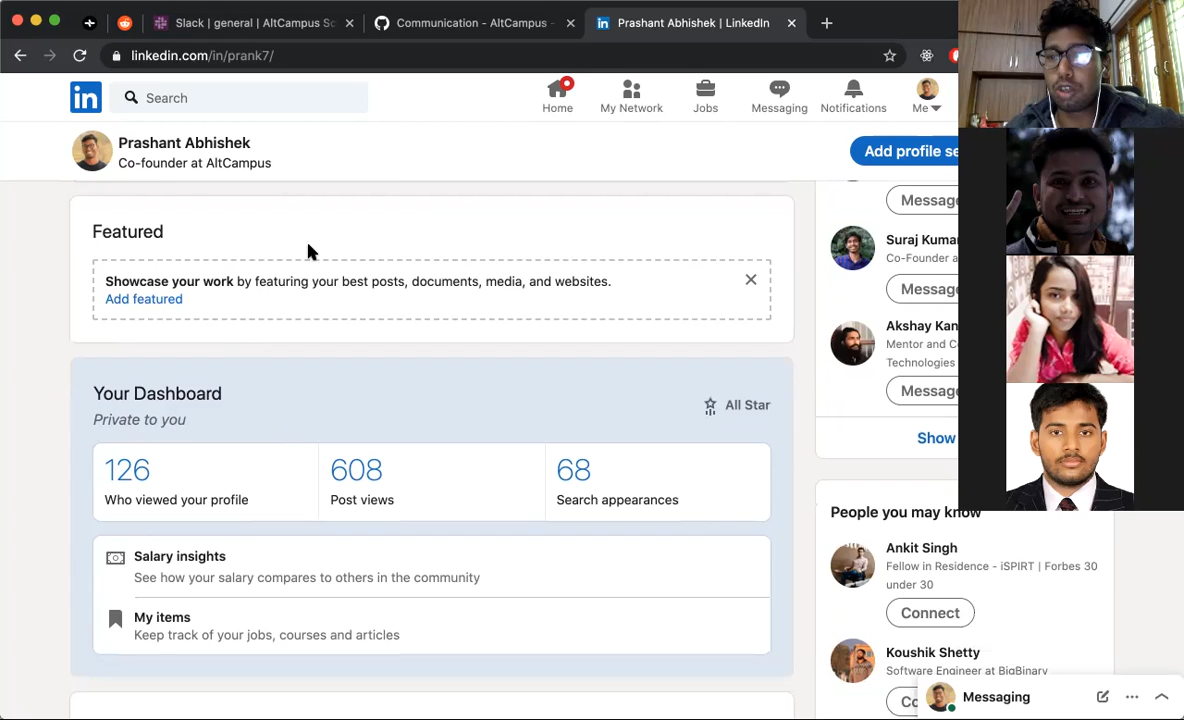 Slack | general | AltCampus Sc
Communication - AltCampus -
Prashant Abhishek | LinkedIn
linkedin.com/in/prank7/
in
Search
Home
My Network
Jobs
Messaging
Notifications
Me
Prashant Abhishek
Co-founder at AltCampus
Add profile se
Featured
Showcase your work by featuring your best posts, documents, media, and websites.
Add featured
Your Dashboard
Private to you
All Star
126
Who viewed your profile
608
Post views
68
Search appearances
Salary insights
See how your salary compares to others in the community
My items
Keep track of your jobs, courses and articles
Message
Suraj Kuma
Co-Founder a
Message
Akshay Kan
Mentor and C
Technologies
Message
Show
People you may know
Ankit Singh
Fellow in Residence - iSPIRT | Forbes 30
under 30
Connect
Koushik Shetty
Software Engineer at BigBinary
Co
Messaging